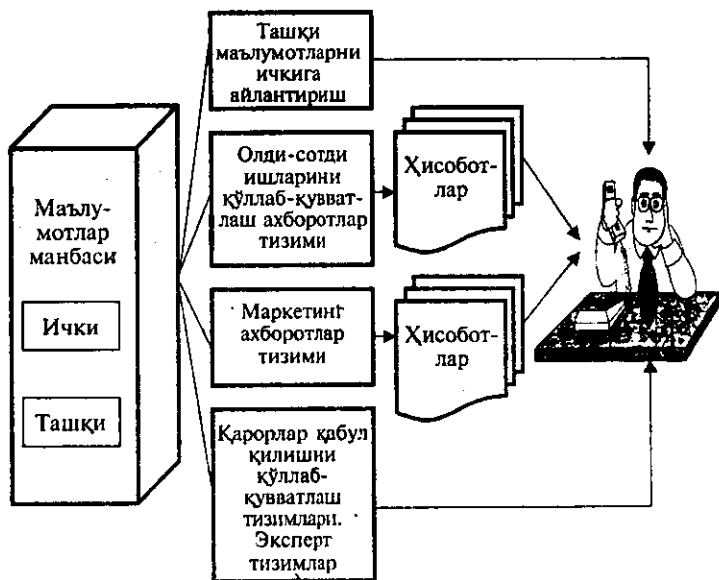 Маълу-
мотлар
манбаси
Ички
Ташқи
Ташқи
маълумотларни
ичкига
айлантириш
Олди-сотди
ишларини
қўллаб-қувват-
лаш ахборотлар
тизими
Ҳисобот-
лар
Маркетинг
ахборотлар
тизими
Ҳисобот-
лар
Қарорлар қабул
қилишни
қўллаб-
қувватлаш
тизимлари.
Эксперт
тизимлар